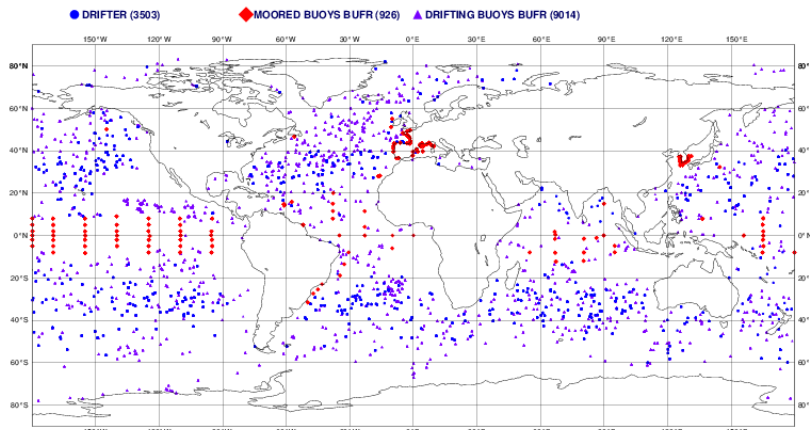 DRIFTER (3503) MOORED BUOYS BUFR (926) DRIFTING BUOYS BUFR (9014)
150°W 120°W 90°W 60°W 30°W 0°E 30°E 60°E 90°E 120°E 150°E
80°N 80°N
60°N 60°N
40°N 40°N
20°N 20°N
0°N 0°N
20°S 20°S
40°S 40°S
60°S 60°S
80°S 80°S